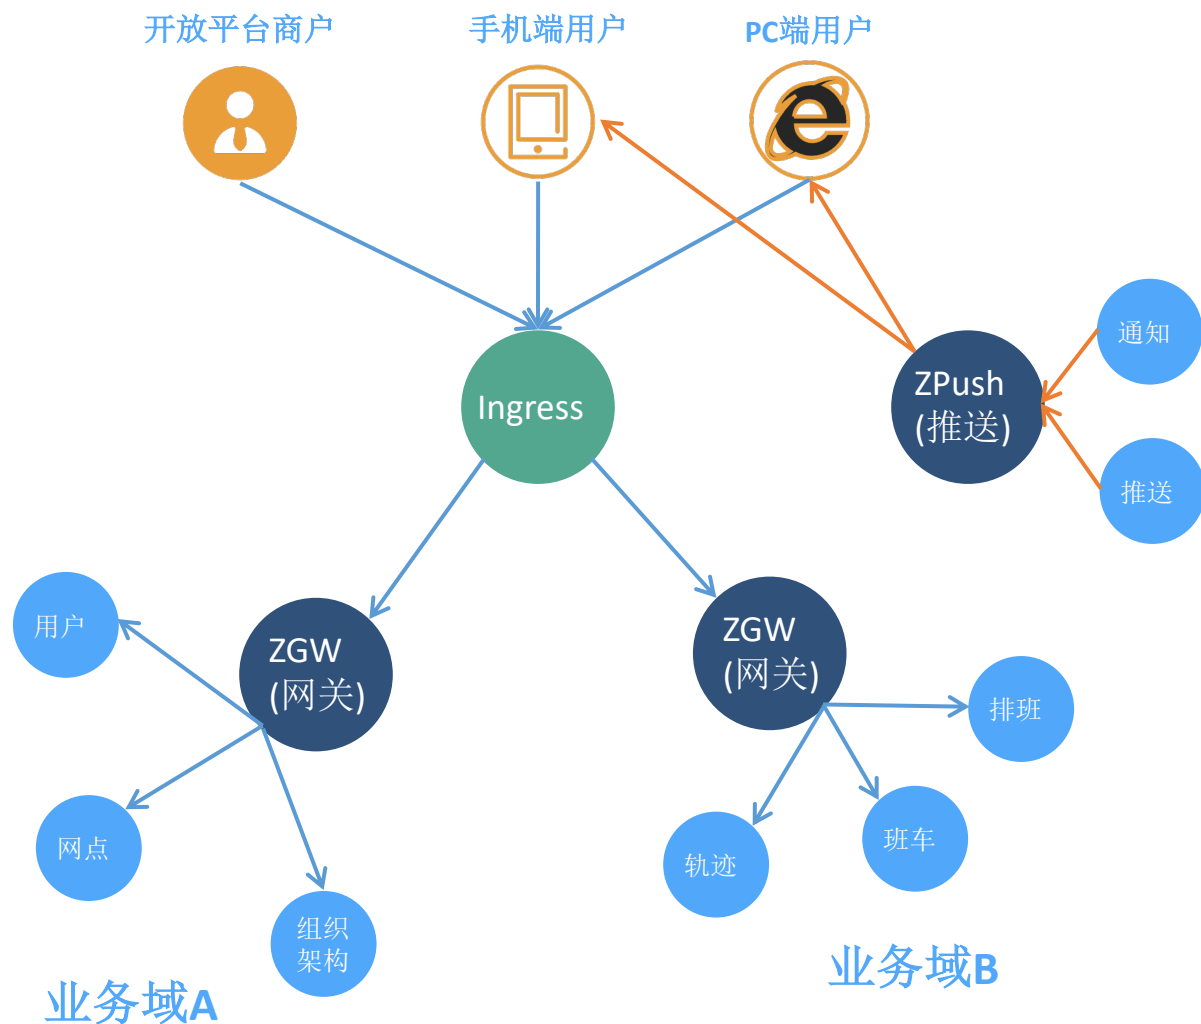 开放平台商户
手机端用户
PC端用户
通知
ZPush
(推送)
Ingress
推送
用户
ZGW
(网关)
ZGW
(网关)
排班
网点
轨迹
班车
组织
架构
业务域A
业务域B